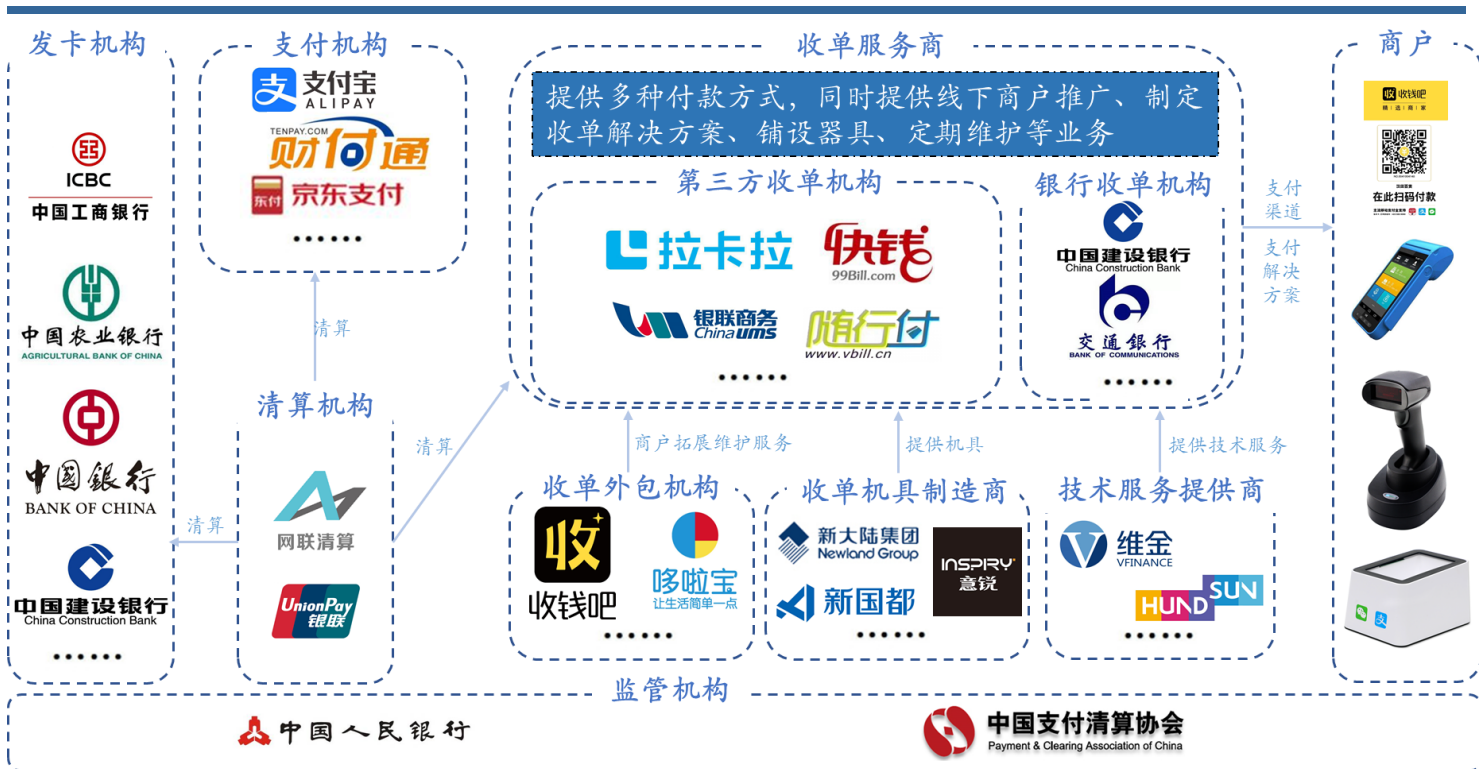 发卡机构
ICBC
中国工商银行
中国农业银行
AGRICULTURAL BANK OF CHINA
中国銀行
BANK OF CHINA
中国建设银行
China Construction Bank
支付机构
支付宝
ALIPAY
TENPAY.COM
财付通
东付
京东支付
清算
清算机构
网联清算
UnionPay
银联
清算
清算
收单服务商
提供多种付款方式，同时提供线下商户推广、制定
收单解决方案、铺设器具、定期维护等业务
第三方收单机构
拉卡拉
快钱
99Bill.com
银联商务
China ums
随行付
www.vbill.cn
银行收单机构
中国建设银行
China Construction Bank
交通銀行
BANK OF COMMUNICATIONS
商户拓展维护服务
提供机具
提供技术服务
收单外包机构
收
收钱吧
哆啦宝
让生活简单一点
收单机具制造商
新大陆集团
Newland Group
新国都
INSPIRY
意锐
技术服务提供商
维金
VFINANCE
HUNDSUN
支付
渠道
支付
解决
方案
商户
收钱吧
精选商家
在此扫码付款
监管机构
中国人民银行
中国支付清算协会
Payment & Clearing Association of China